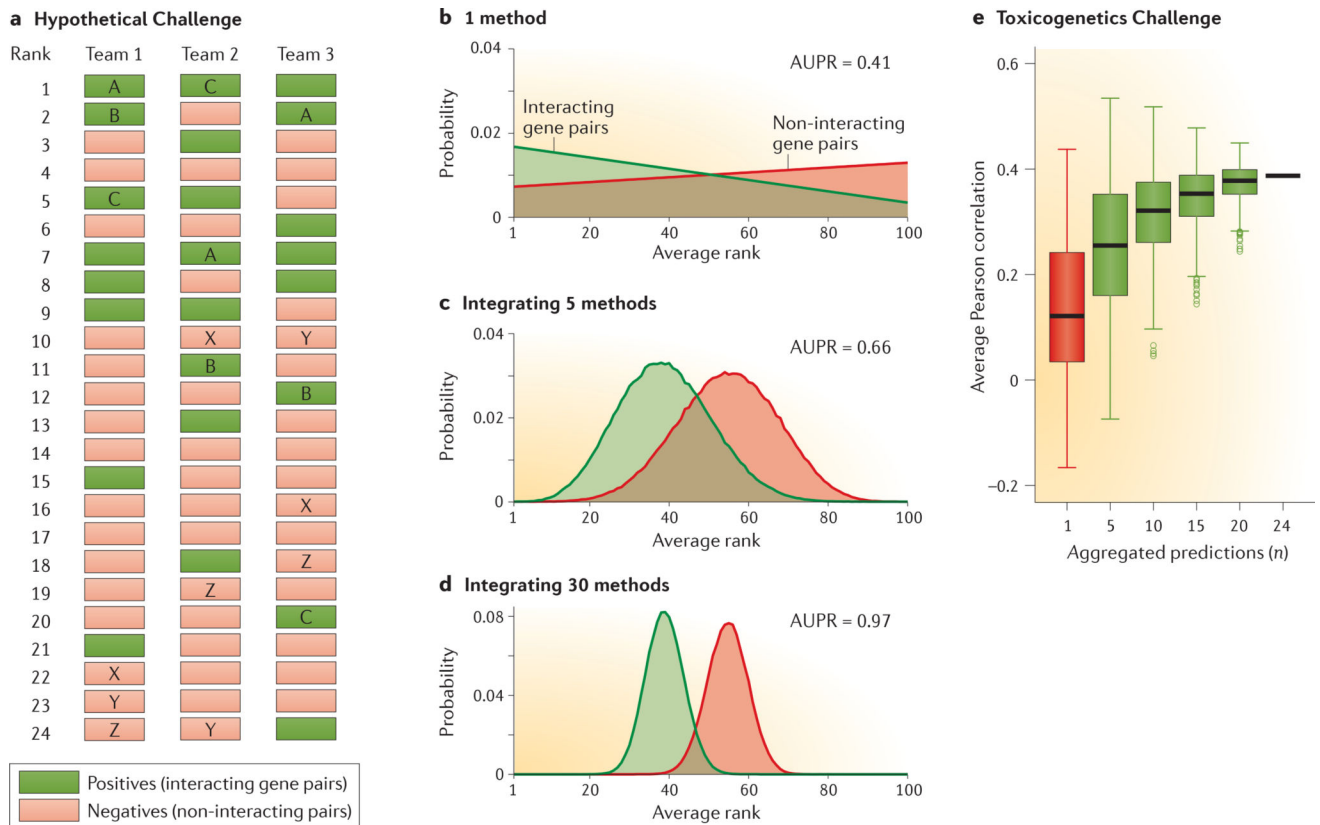 a Hypothetical Challenge
Rank Team 1 Team 2 Team 3
1 A C
2 B A
3
4
5 C
6
7 A
8
9
10 X Y
11 B
12 B
13
14
15
16 X
17
18 Z
19 Z
20 C
21
22 X
23 Y
24 Z Y
Positives (interacting gene pairs)
Negatives (non-interacting pairs)
b 1 method
0.04
0.02
0
Probability
AUPR = 0.41
Interacting
gene pairs
Non-interacting
gene pairs
1 20 40 60 80 100
Average rank
c Integrating 5 methods
0.04
0.02
0
Probability
AUPR = 0.66
1 20 40 60 80 100
Average rank
d Integrating 30 methods
0.08
0.04
0
Probability
AUPR = 0.97
1 20 40 60 80 100
Average rank
e Toxicogenetics Challenge
0.6
0.4
0.2
0
−0.2
Average Pearson correlation
1 5 10 15 20 24
Aggregated predictions (n)